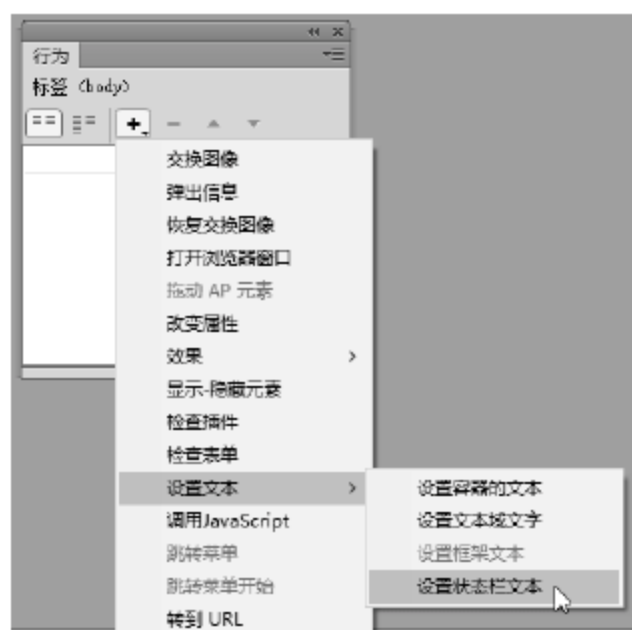 行为
标签 <body>
交换图像
弹出信息
恢复交换图像
打开浏览器窗口
拖动 AP 元素
改变属性
效果
显示-隐藏元素
检查插件
检查表单
设置文本
设置容器的文本
调用JavaScript
设置文本域文字
跳转菜单
设置框架文本
跳转菜单开始
设置状态栏文本
转到 URL